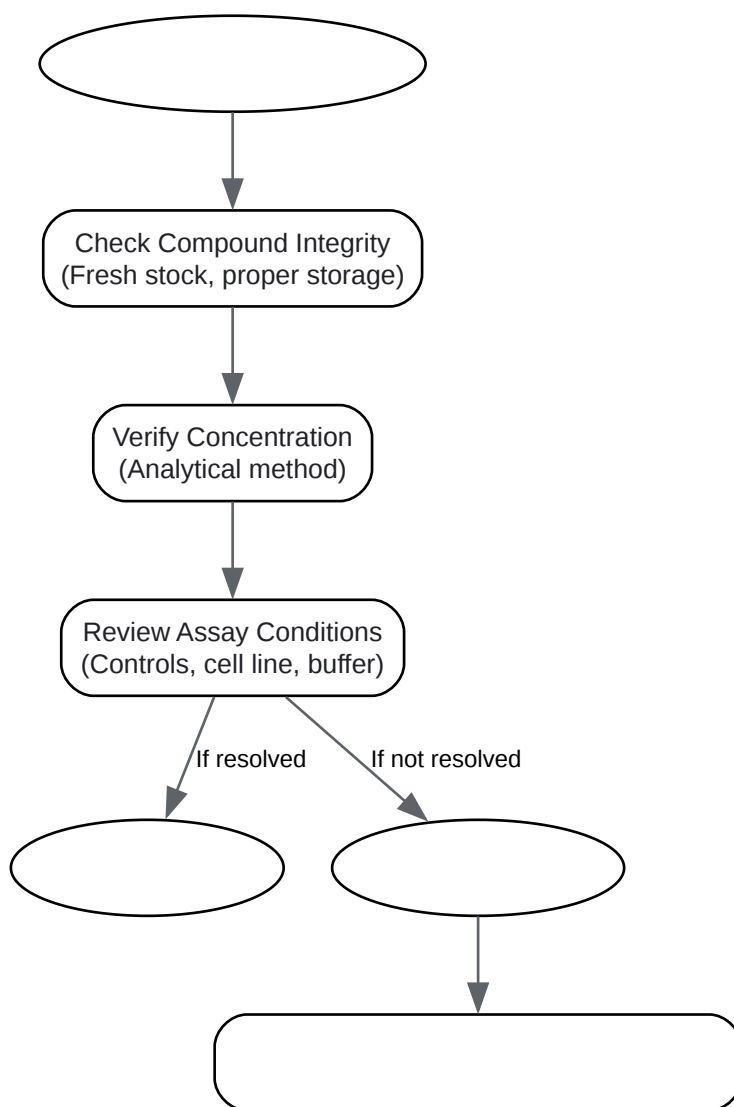 Check Compound Integrity
(Fresh stock, proper storage)
Verify Concentration
(Analytical method)
Review Assay Conditions
(Controls, cell line, buffer)
If resolved
If not resolved